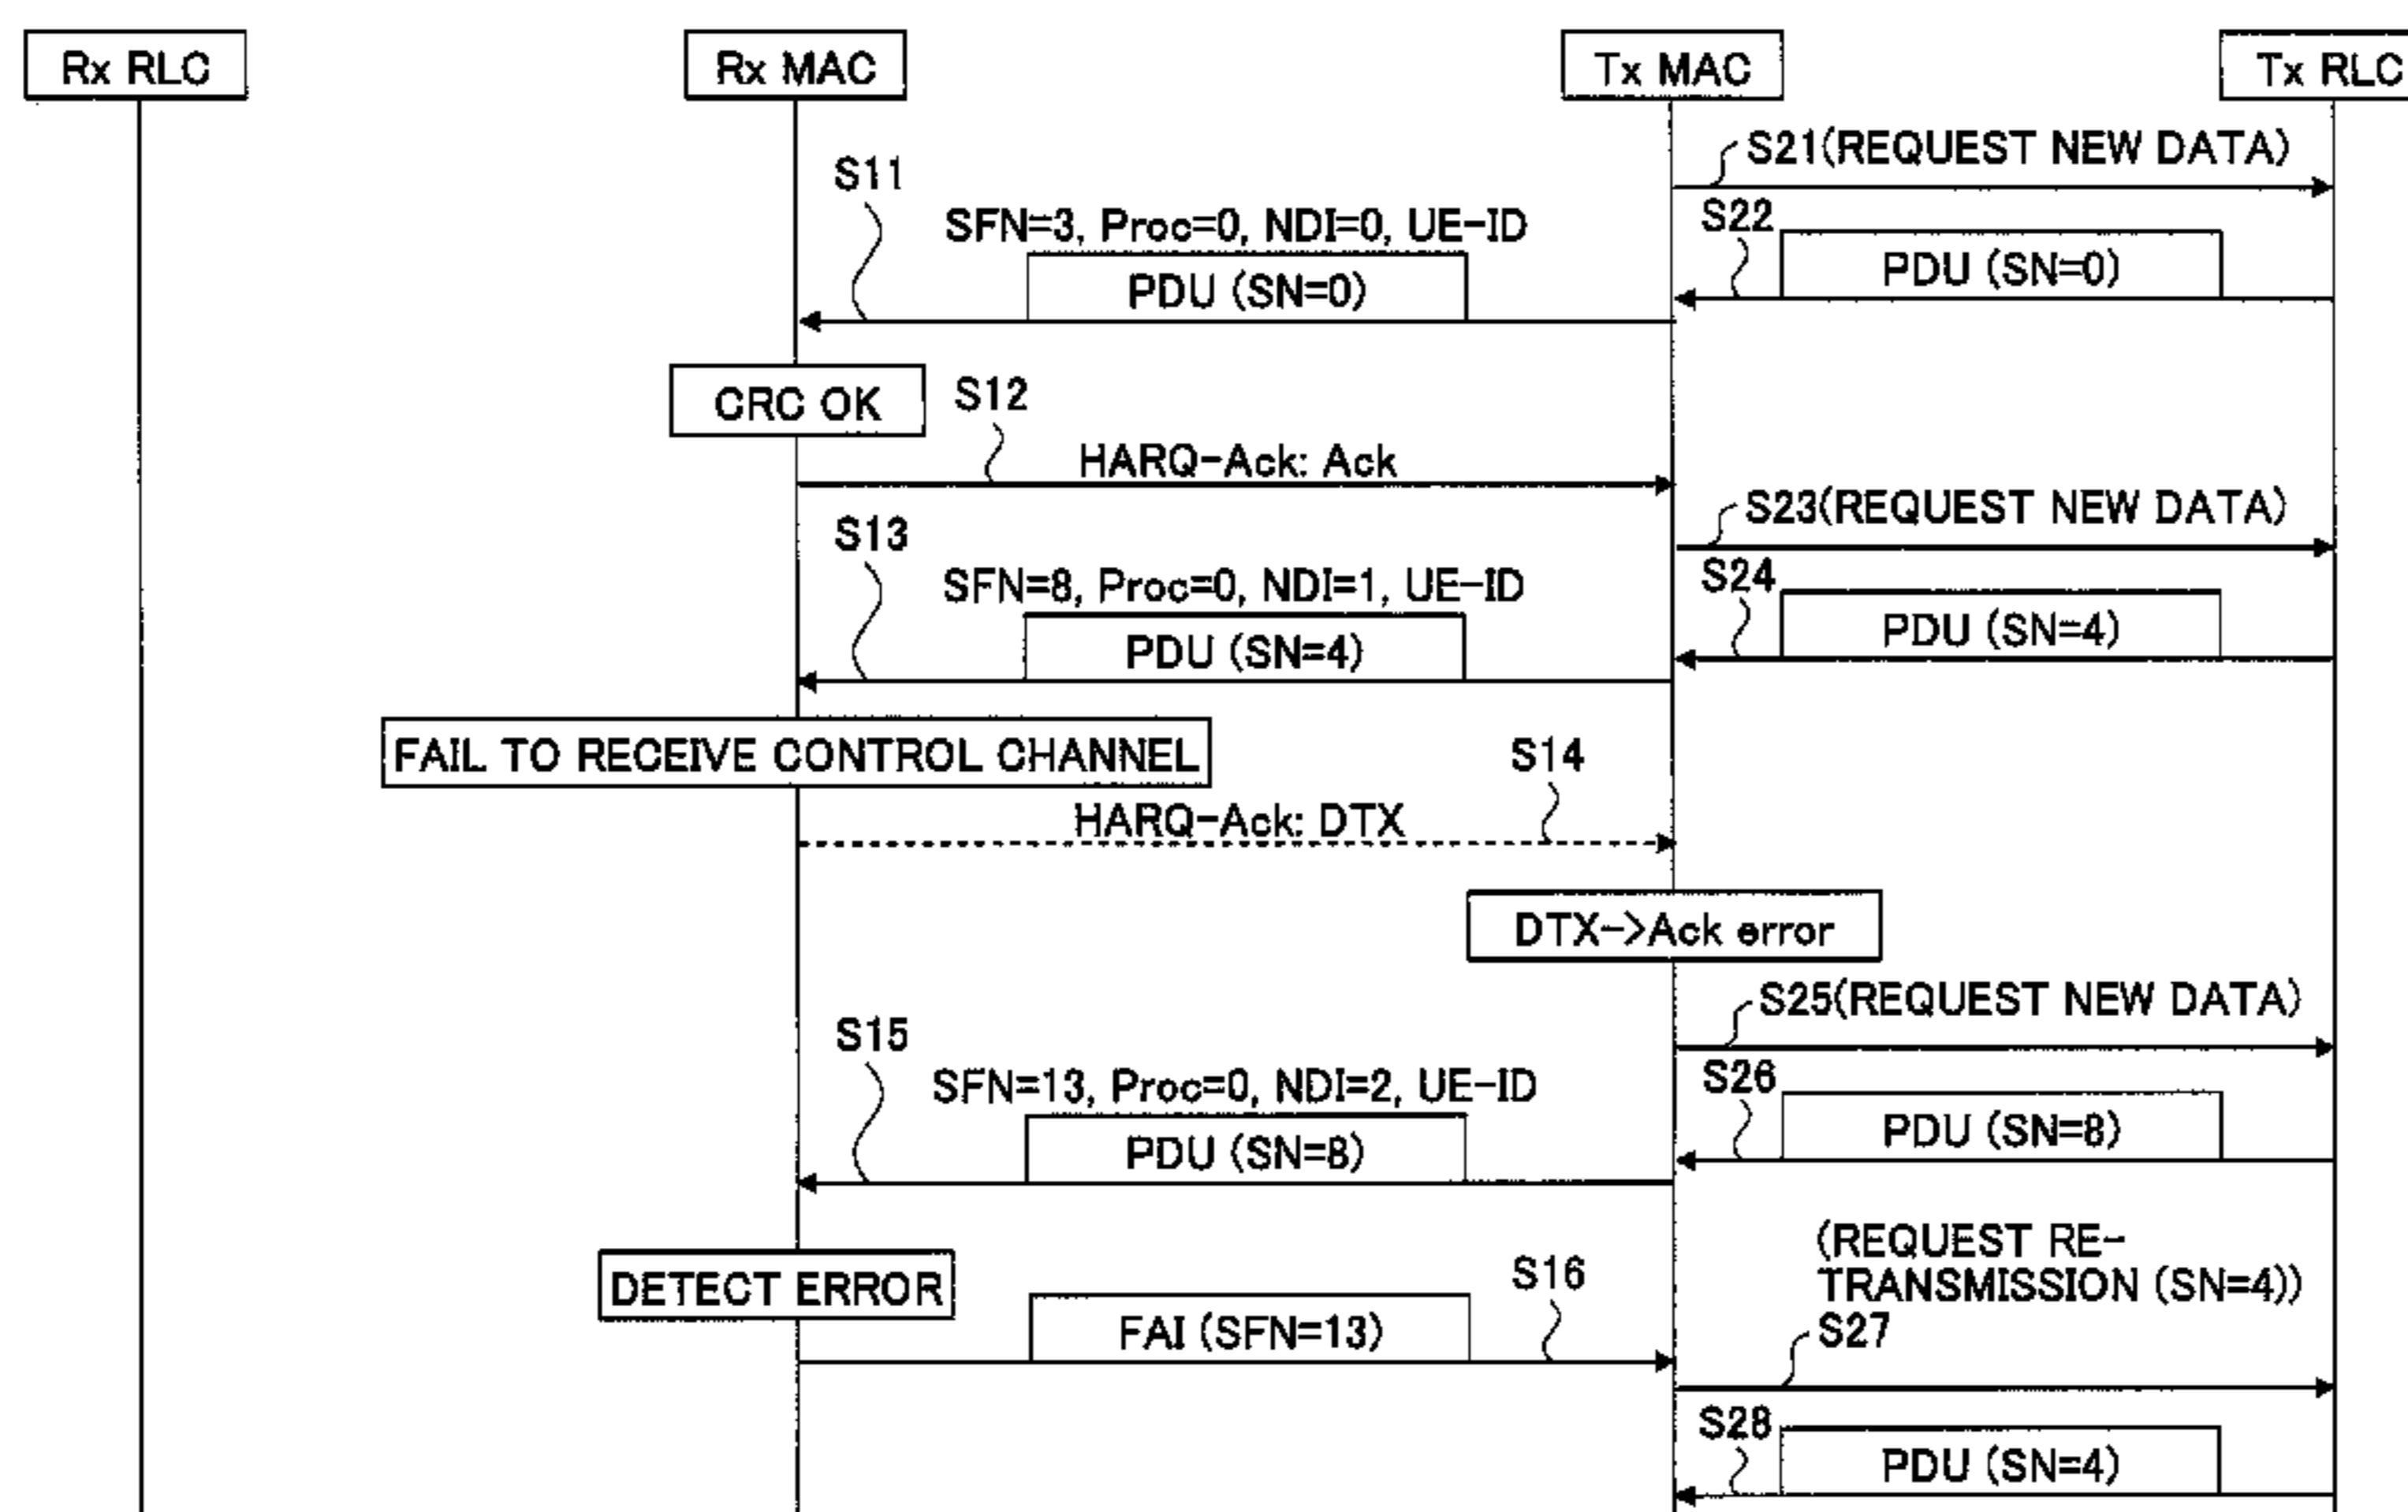 Rx RLC
Rx MAC
Tx MAC
Tx RLC
S21(REQUEST NEW DATA)
S11
SFN=3, Proc=0, NDI=0, UE-ID
S22
PDU (SN=0)
PDU (SN=0)
CRC OK
S12
HARQ-Ack: Ack
S23(REQUEST NEW DATA)
S13
SFN=8, Proc=0, NDI=1, UE-ID
S24
PDU (SN=4)
PDU (SN=4)
FAIL TO RECEIVE CONTROL CHANNEL
S14
HARQ-Ack: DTX
DTX->Ack error
S25(REQUEST NEW DATA)
S15
SFN=13, Proc=0, NDI=2, UE-ID
S26
PDU (SN=8)
PDU (SN=8)
(REQUEST RE-
TRANSMISSION (SN=4))
DETECT ERROR
S16
FAI (SFN=13)
S27
S28
PDU (SN=4)